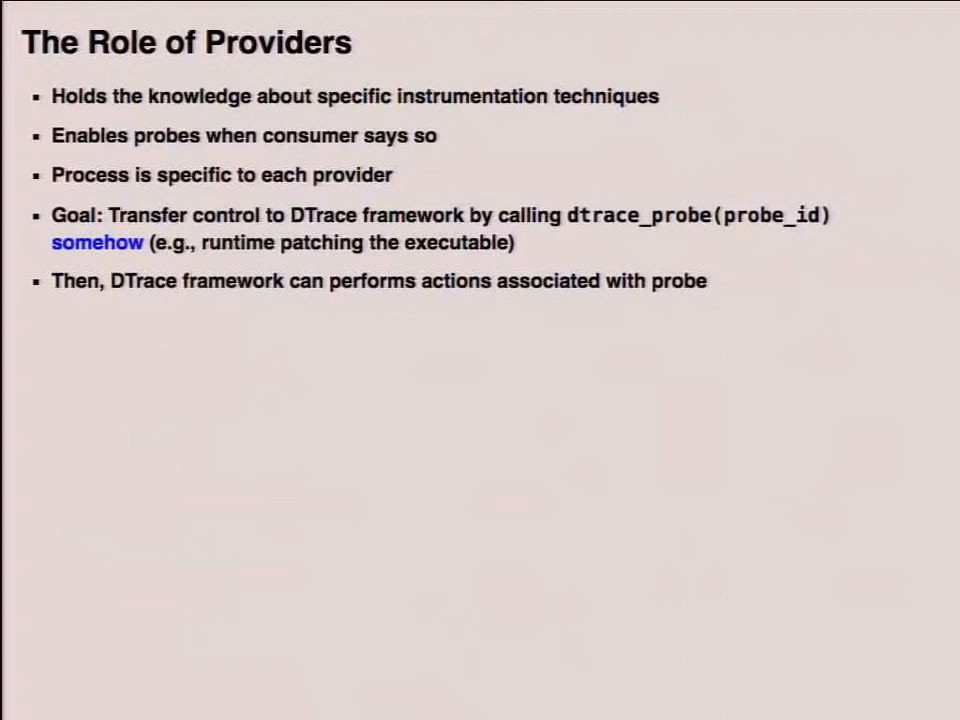 The Role of Providers
Holds the knowledge about specific instrumentation techniques
Enables probes when consumer says so
Process is specific to each provider
Goal: Transfer control to DTrace framework by calling dtrace_probe(probe_id)
somehow (e.g., runtime patching the executable)
Then, DTrace framework can performs actions associated with probe